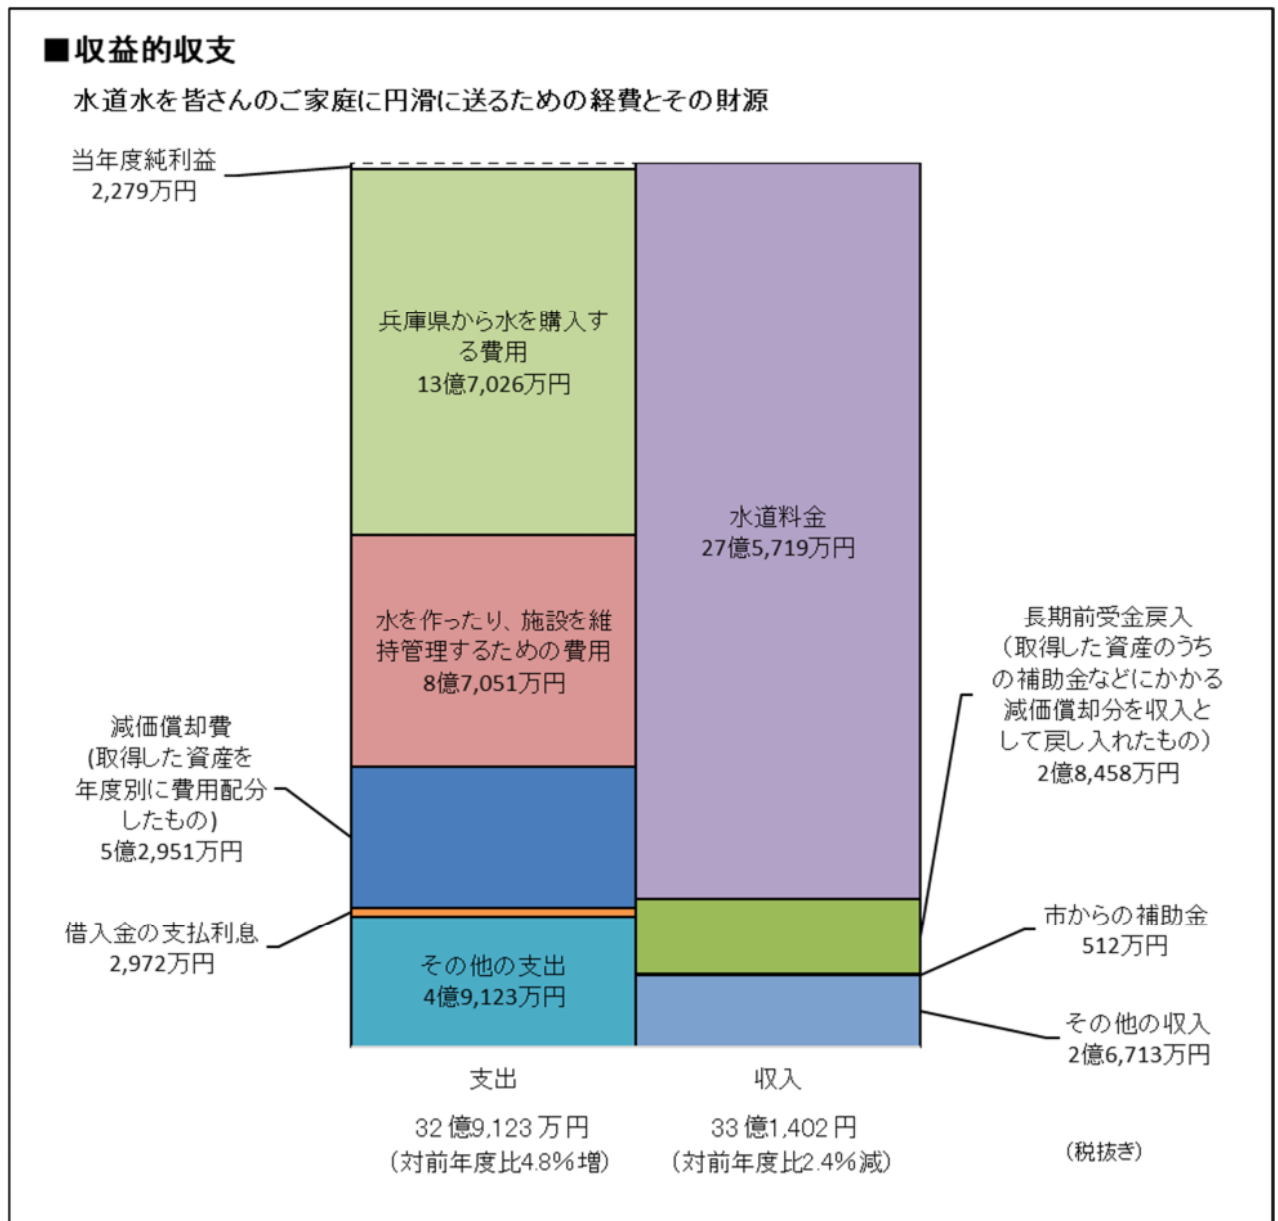 ■収益的収支
水道水を皆さんのご家庭に円滑に送るための経費とその財源
当年度純利益
2,279万円
兵庫県から水を購入す
る費用
13億7,026万円
水を作ったり、施設を維
持管理するための費用
8億7,051万円
減価償却費
(取得した資産を
年度別に費用配分
したもの)
5億2,951万円
借入金の支払利息
2,972万円
その他の支出
4億9,123万円
水道料金
27億5,719万円
長期前受金戻入
（取得した資産のうち
の補助金などにかかる
減価償却分を収入と
して戻し入れたもの）
2億8,458万円
市からの補助金
512万円
その他の収入
2億6,713万円
支出
32億9,123万円
(対前年度比4.8%増)
収入
33億1,402円
(対前年度比2.4%減)
(税抜き)